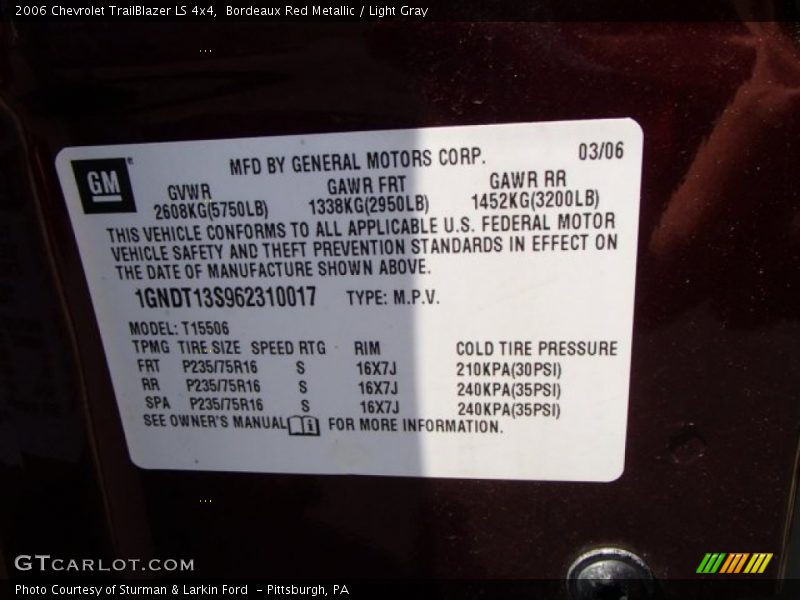 2006 Chevrolet TrailBlazer LS 4x4,  Bordeaux Red Metallic / Light Gray
GM
MFD BY GENERAL MOTORS CORP. 03/06
GVWR GAWR FRT GAWR RR
2608KG(5750LB) 1338KG(2950LB) 1452KG(3200LB)
THIS VEHICLE CONFORMS TO ALL APPLICABLE U.S. FEDERAL MOTOR
VEHICLE SAFETY AND THEFT PREVENTION STANDARDS IN EFFECT ON
THE DATE OF MANUFACTURE SHOWN ABOVE.
1GNDT13S962310017 TYPE: M.P.V.
MODEL: T15506
TPMG TIRE SIZE SPEED RTG RIM COLD TIRE PRESSURE
FRT P235/75R16 S 16X7J 210KPA(30PSI)
RR P235/75R16 S 16X7J 240KPA(35PSI)
SPA P235/75R16 S 16X7J 240KPA(35PSI)
SEE OWNER'S MANUAL FOR MORE INFORMATION.
GTCARLOT.COM
Photo Courtesy of Sturman & Larkin Ford  - Pittsburgh, PA